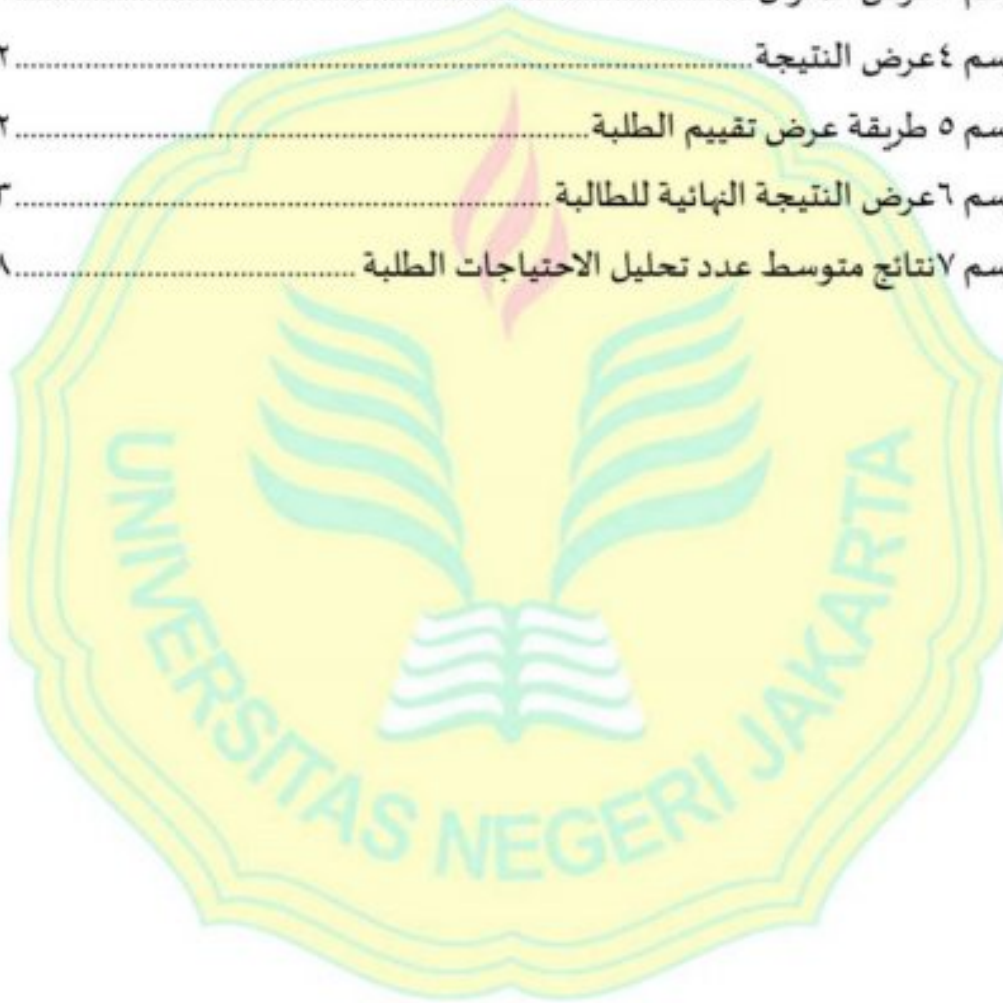 سم ٤عرض النتيجة
سم ٥ طريقة عرض تقييم الطلبة
سم ٦عرض النتيجة النهائية للطالبة
سم ٧نتائج متوسط عدد تحليل الاحتياجات الطلبة
UNIVERSITAS NEGERI JAKARTA